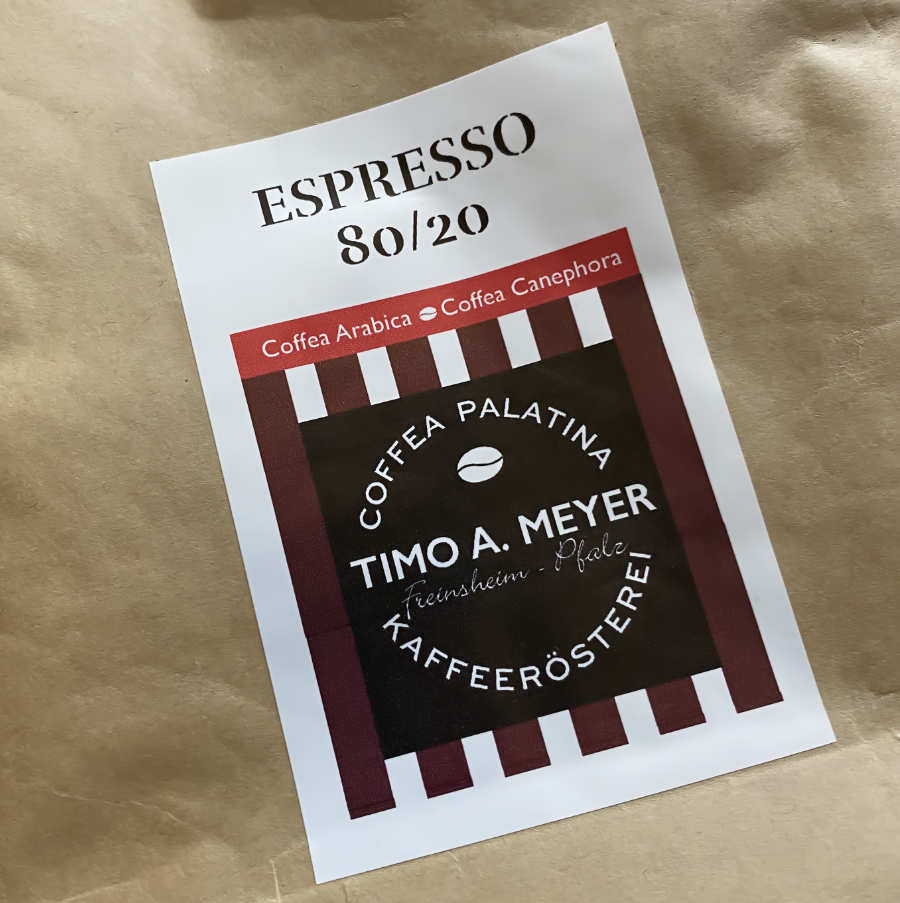 ESPRESSO
80/20
Coffea Arabica Coffea Canephora
COFFEA PALATINA
TIMO A. MEYER
Freinsheim - Pfalz
KAFFEERÖSTEREI